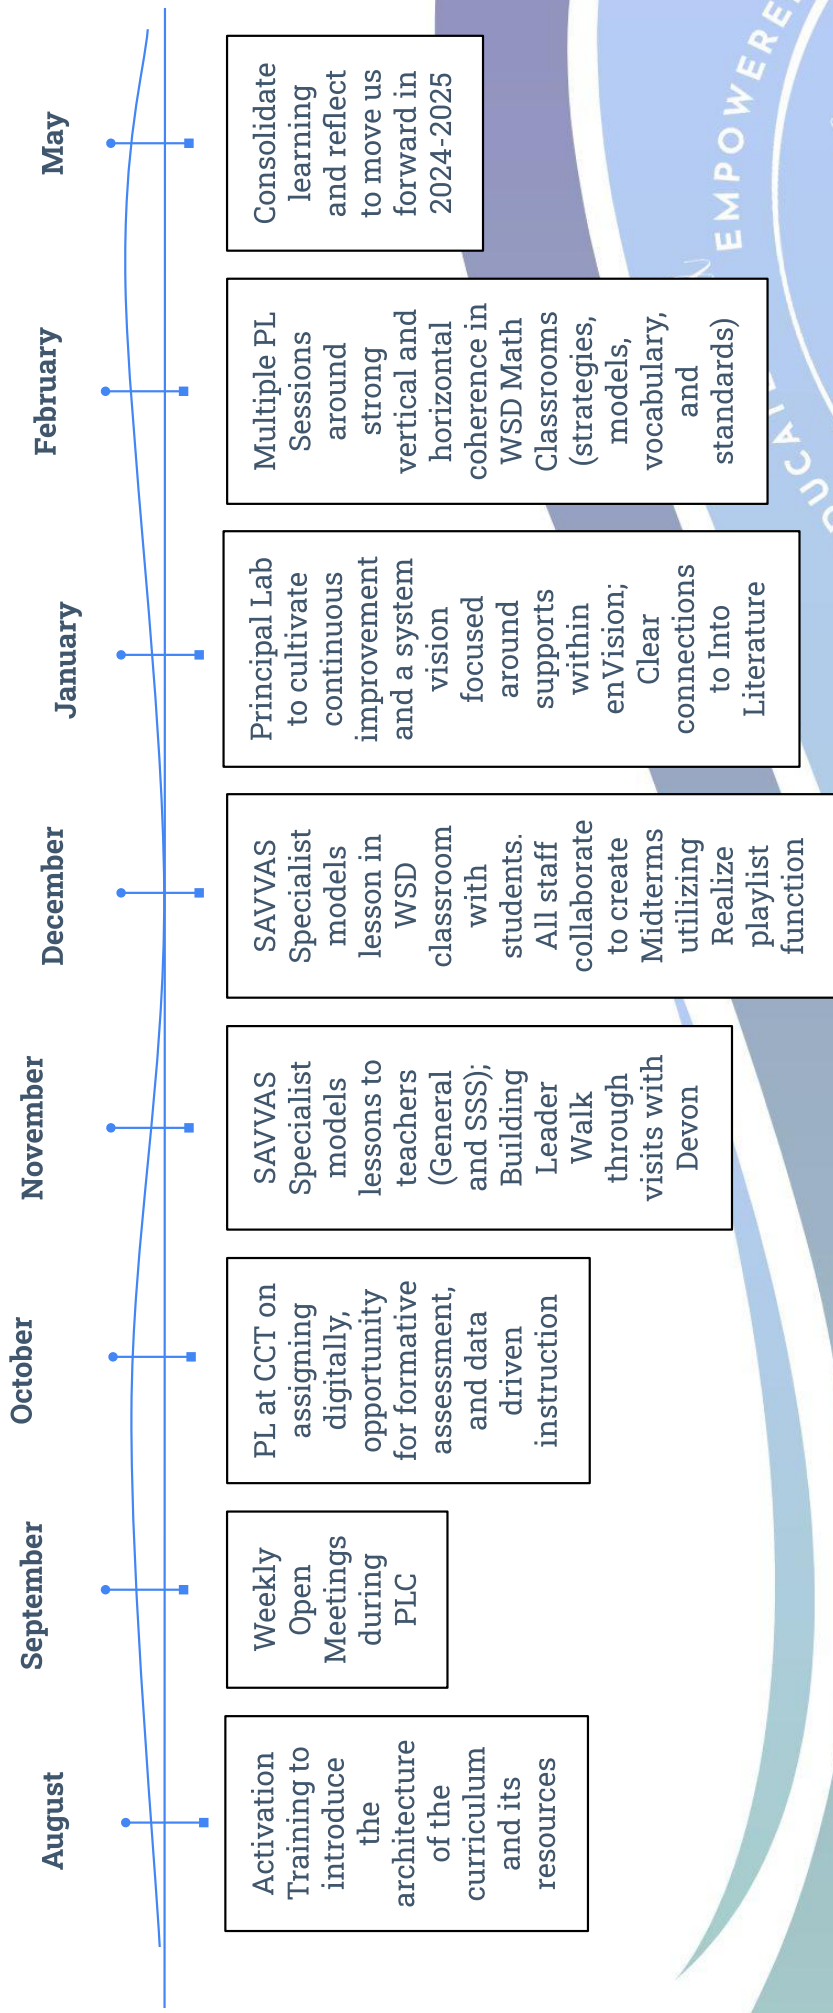 August
Activation
Training to
introduce
the
architecture
of the
curriculum
and its
resources
September
Weekly
Open
Meetings
during
PLC
October
PL at CCT on
assigning
digitally,
opportunity
for formative
assessment,
and data
driven
instruction
November
SAVVAS
Specialist
models
lessons to
teachers
(General
and SSS);
Building
Leader
Walk
through
visits with
Devon
December
SAVVAS
Specialist
models
lesson in
WSD
classroom
with
students.
All staff
collaborate
to create
Midterms
utilizing
Realize
playlist
function
January
Principal Lab
to cultivate
continuous
improvement
and a system
vision
focused
around
supports
within
enVision;
Clear
connections
to Into
Literature
February
Multiple PL
Sessions
around
strong
vertical and
horizontal
coherence in
WSD Math
Classrooms
(strategies,
models,
vocabulary,
and
standards)
May
Consolidate
learning
and reflect
to move us
forward in
2024-2025